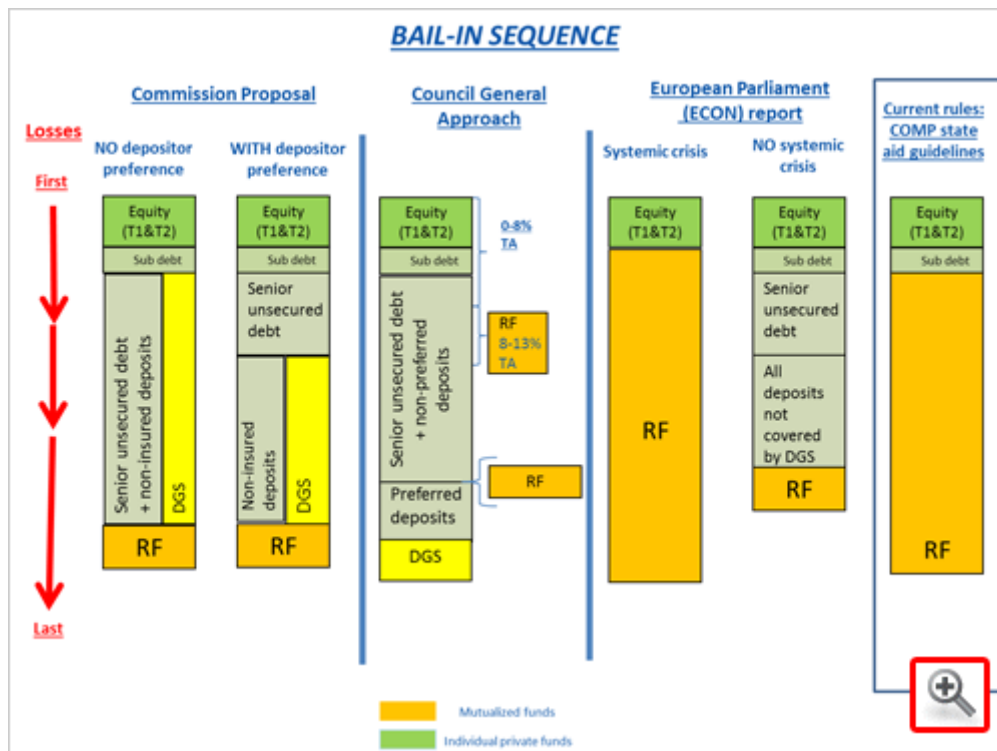 BAIL-IN SEQUENCE
Commission Proposal
Council General
Approach
European Parliament
(ECON) report
Current rules:
COMP state
aid guidelines
Losses
First
Last
NO depositor
preference
WITH depositor
preference
Systemic crisis
NO systemic
crisis
Equity
(T1&T2)
Sub debt
Senior unsecured debt
+ non-insured deposits
DGS
RF
Equity
(T1&T2)
Sub debt
Senior
unsecured
debt
Non-insured
deposits
DGS
RF
Equity
(T1&T2)
Sub debt
Senior unsecured debt
+ non-preferred
deposits
Preferred
deposits
DGS
0-8%
TA
RF
8-13%
TA
RF
Equity
(T1&T2)
RF
Equity
(T1&T2)
Sub debt
Senior
unsecured
debt
All
deposits
not
covered
by DGS
RF
Equity
(T1&T2)
Sub debt
RF
Mutualized funds
Individual private funds